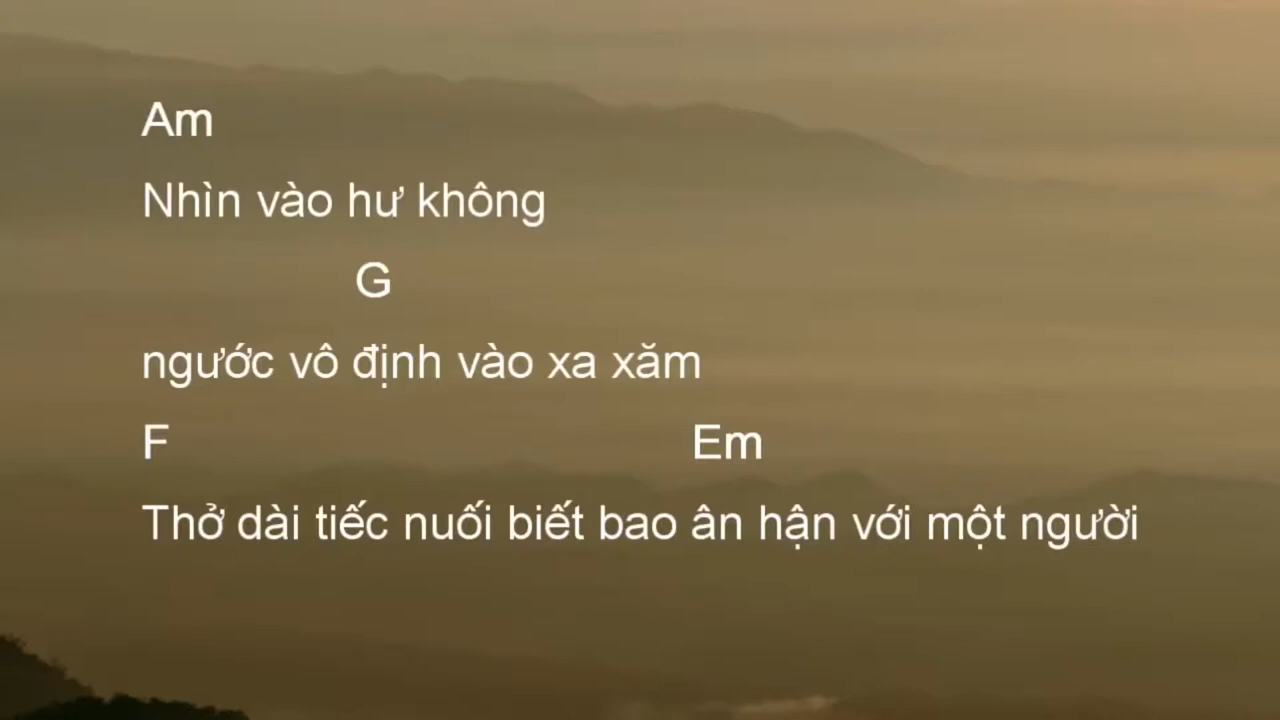 Am
Nhìn vào hư không
G
ngước vô định vào xa xăm
F Em
Thở dài tiếc nuối biết bao ân hận với một người